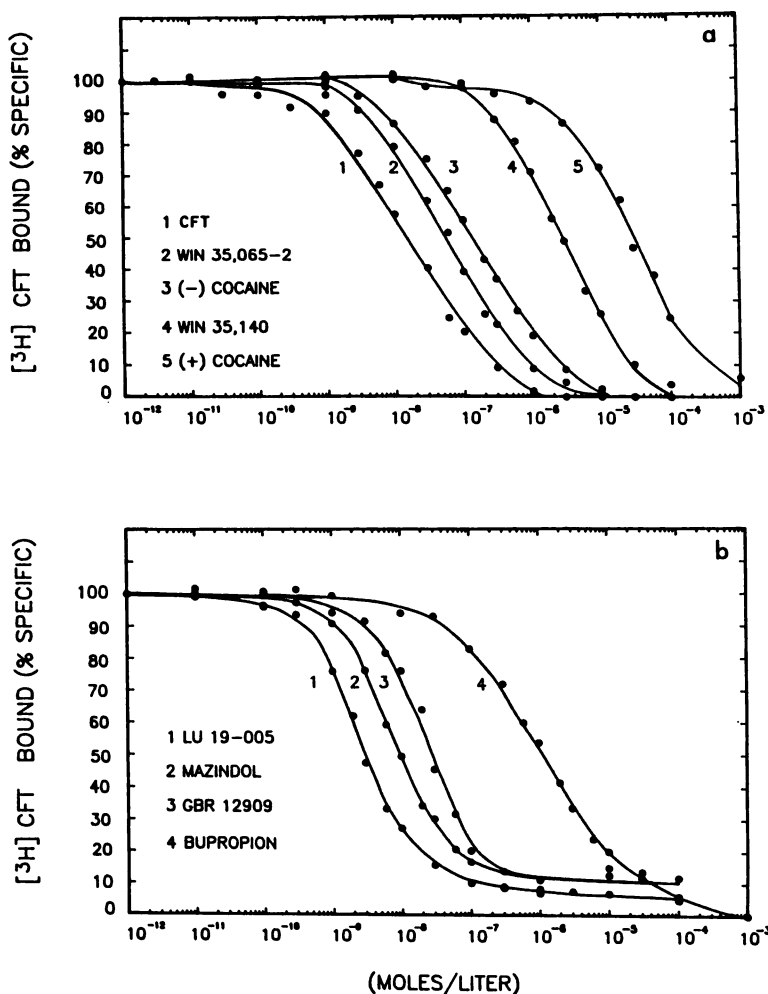 a
[³H] CFT BOUND (% SPECIFIC)
100
90
80
70
60
50
40
30
20
10
0
1
2
3
4
5
1 CFT
2 WIN 35,065-2
3 (-) COCAINE
4 WIN 35,140
5 (+) COCAINE
10⁻¹² 10⁻¹¹ 10⁻¹⁰ 10⁻⁹ 10⁻⁸ 10⁻⁷ 10⁻⁶ 10⁻⁵ 10⁻⁴ 10⁻³
b
[³H] CFT BOUND (% SPECIFIC)
100
90
80
70
60
50
40
30
20
10
0
1
2
3
4
1 LU 19-005
2 MAZINDOL
3 GBR 12909
4 BUPROPION
10⁻¹² 10⁻¹¹ 10⁻¹⁰ 10⁻⁹ 10⁻⁸ 10⁻⁷ 10⁻⁶ 10⁻⁵ 10⁻⁴ 10⁻³
(MOLES/LITER)